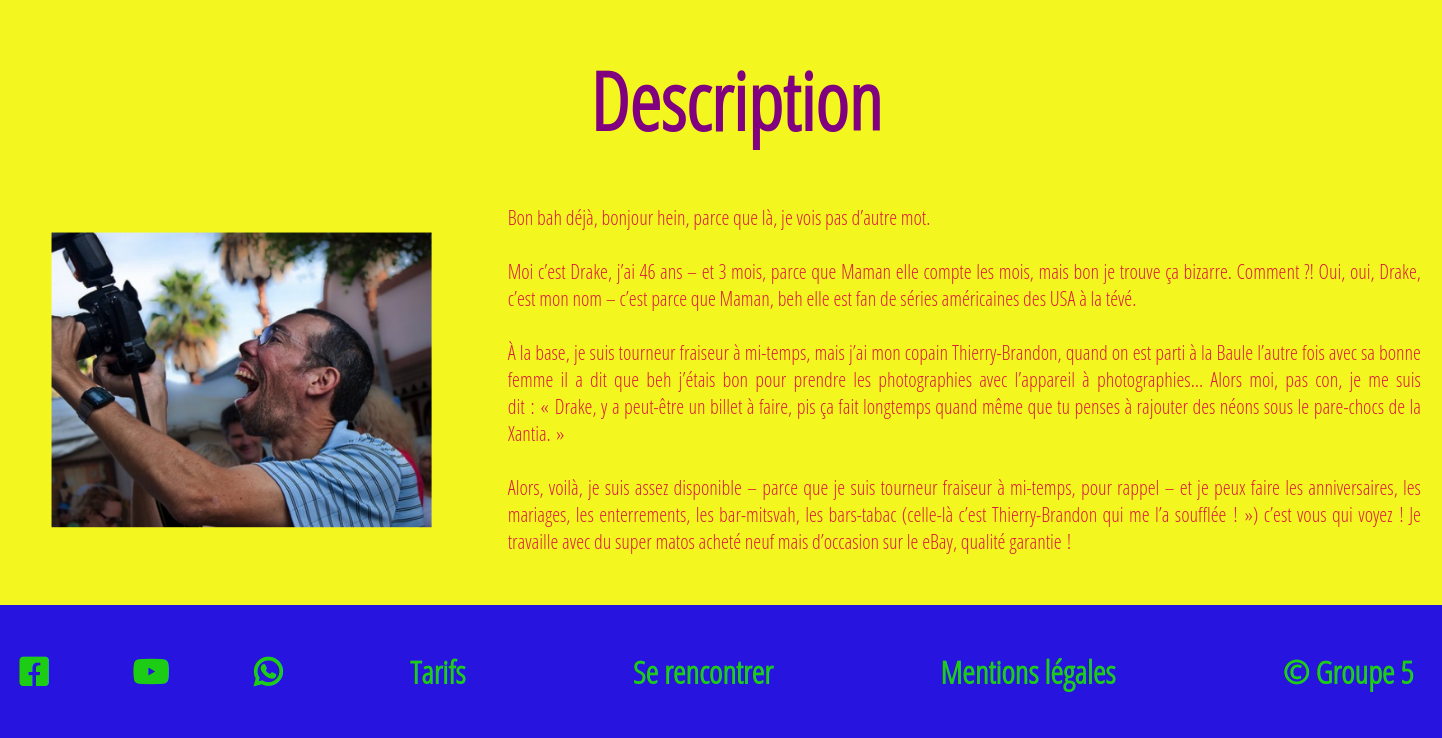 Description
Bon bah déjà, bonjour hein, parce que là, je vois pas d’autre mot.
Moi c’est Drake, j’ai 46 ans – et 3 mois, parce que Maman elle compte les mois, mais bon je trouve ça bizarre. Comment ?! Oui, oui, Drake,
c’est mon nom – c’est parce que Maman, beh elle est fan de séries américaines des USA à la tévé.
À la base, je suis tourneur fraiseur à mi-temps, mais j’ai mon copain Thierry-Brandon, quand on est parti à la Baule l’autre fois avec sa bonne
femme il a dit que beh j’étais bon pour prendre les photographies avec l’appareil à photographies... Alors moi, pas con, je me suis
dit : « Drake, y a peut-être un billet à faire, pis ça fait longtemps quand même que tu penses à rajouter des néons sous le pare-chocs de la
Xantia. »
Alors, voilà, je suis assez disponible – parce que je suis tourneur fraiseur à mi-temps, pour rappel – et je peux faire les anniversaires, les
mariages, les enterrements, les bar-mitsvah, les bars-tabac (celle-là c’est Thierry-Brandon qui me l’a soufflée ! ») c’est vous qui voyez ! Je
travaille avec du super matos acheté neuf mais d’occasion sur le eBay, qualité garantie !
Tarifs
Se rencontrer
Mentions légales
© Groupe 5